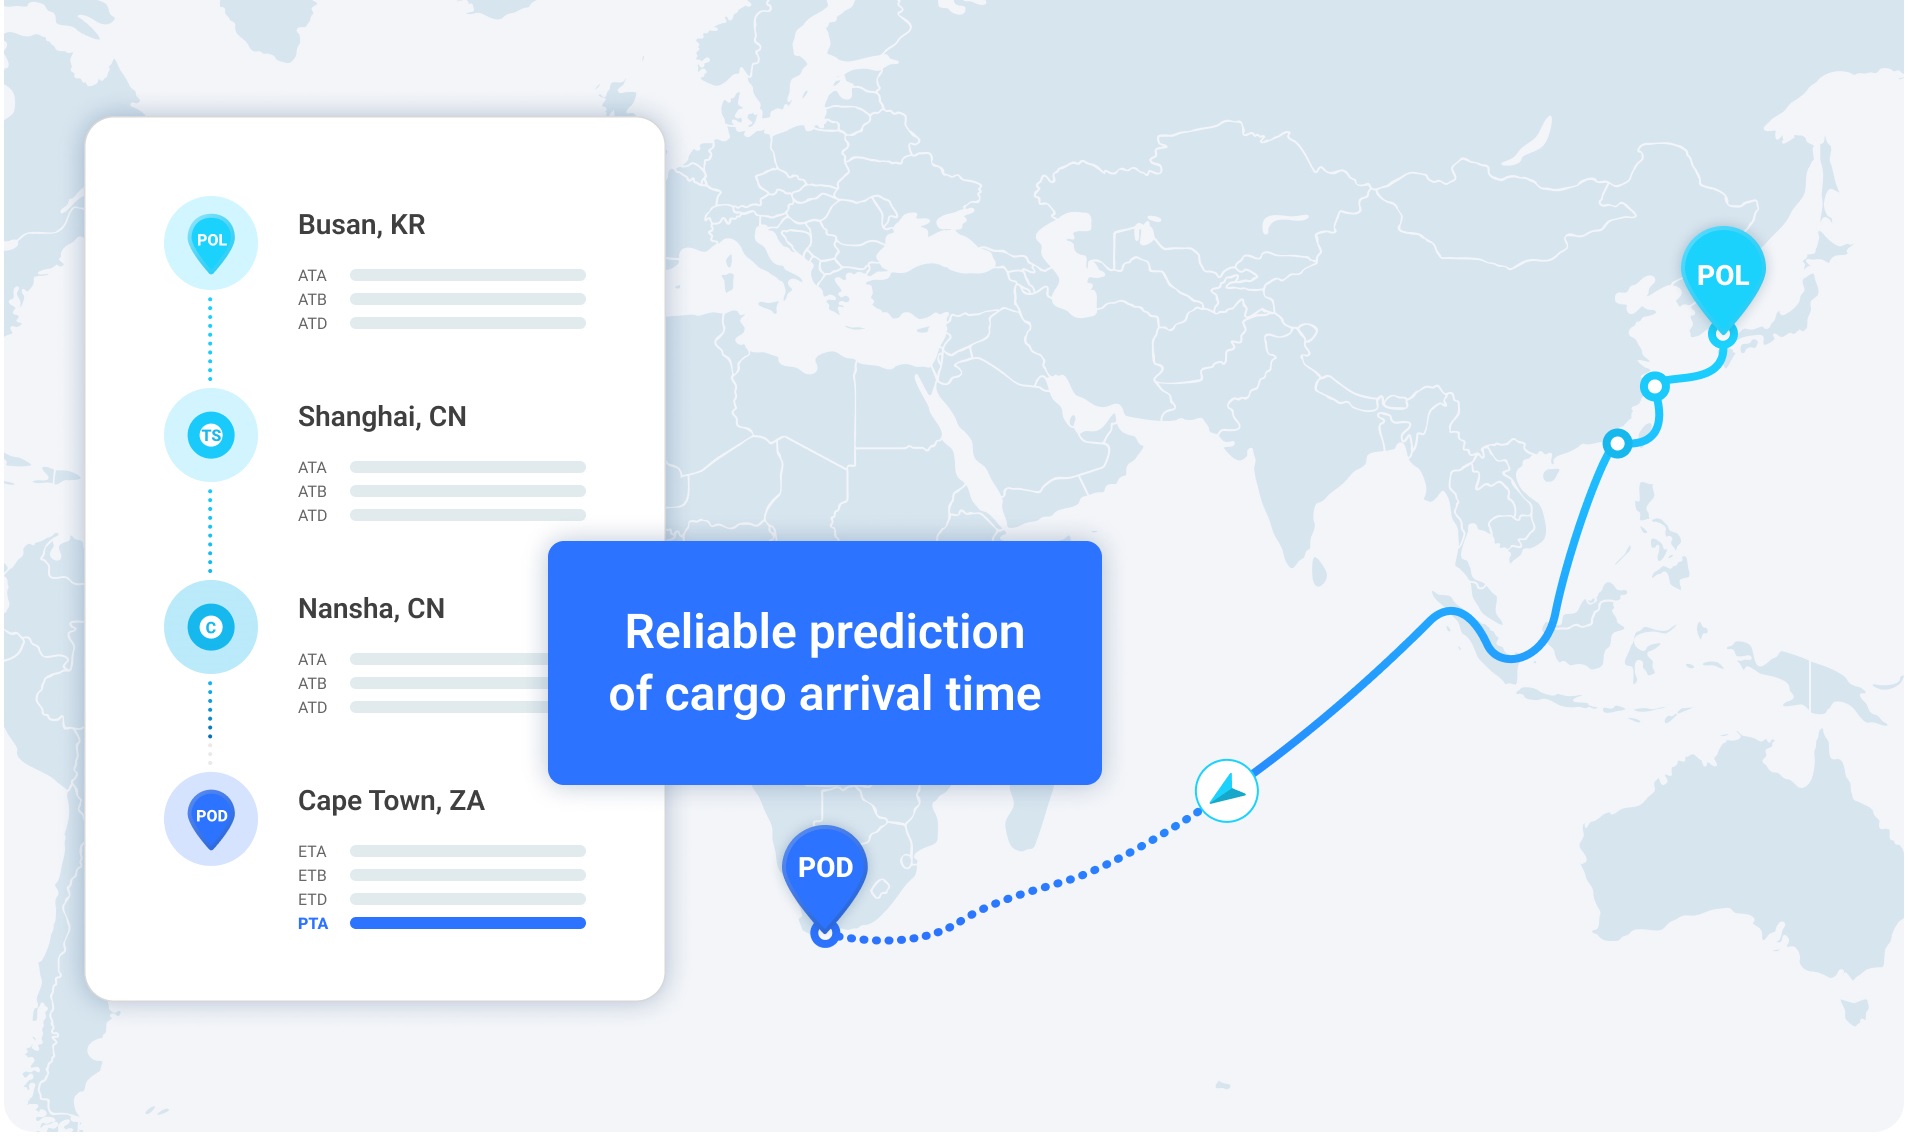 POL
Busan, KR
ATA
ATB
ATD
TS
Shanghai, CN
ATA
ATB
ATD
C
Nansha, CN
ATA
ATB
ATD
POD
Cape Town, ZA
ETA
ETB
ETD
PTA
Reliable prediction
of cargo arrival time
POL
POD